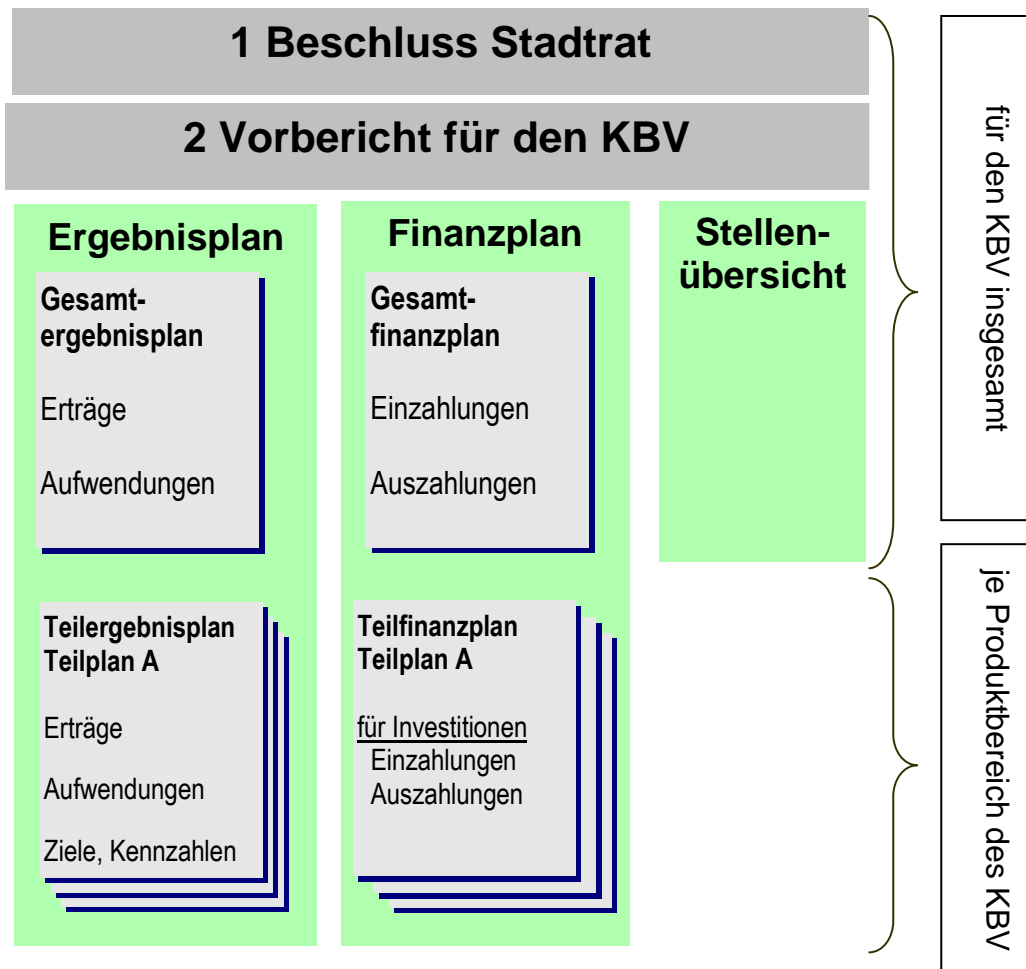 1 Beschluss Stadtrat
2 Vorbericht für den KBV
Ergebnisplan
Gesamt-
ergebnisplan
Erträge
Aufwendungen
Teilergebnisplan
Teilplan A
Erträge
Aufwendungen
Ziele, Kennzahlen
Finanzplan
Gesamt-
finanzplan
Einzahlungen
Auszahlungen
Teilfinanzplan
Teilplan A
für Investitionen
Einzahlungen
Auszahlungen
Stellen-
übersicht
für den KBV insgesamt
je Produktbereich des KBV